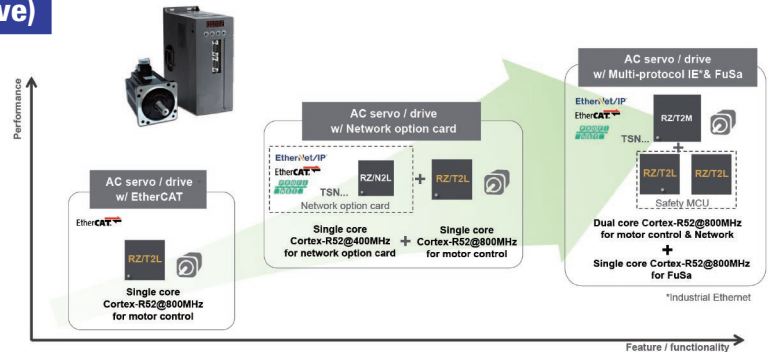 ve)
Performance
AC servo / drive
w/ EtherCAT
EtherCAT
RZ/T2L
Single core
Cortex-R52@800MHz
for motor control
AC servo / drive
w/ Network option card
EtherNet/IP
EtherCAT
PROFI
NET
TSN...
RZ/N2L
Network option card
+
RZ/T2L
Single core
Cortex-R52@400MHz
for network option card
+
Single core
Cortex-R52@800MHz
for motor control
AC servo / drive
w/ Multi-protocol IE*& FuSa
EtherNet/IP
EtherCAT
PROFI
NET
TSN...
RZ/T2M
+
RZ/T2L
RZ/T2L
Safety MCU
Dual core Cortex-R52@800MHz
for motor control & Network
+
Single core Cortex-R52@800MHz
for FuSa
*Industrial Ethernet
Feature / functionality